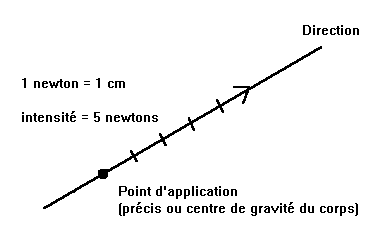 Direction
1 newton = 1 cm
intensité = 5 newtons
Point d'application
(précis ou centre de gravité du corps)